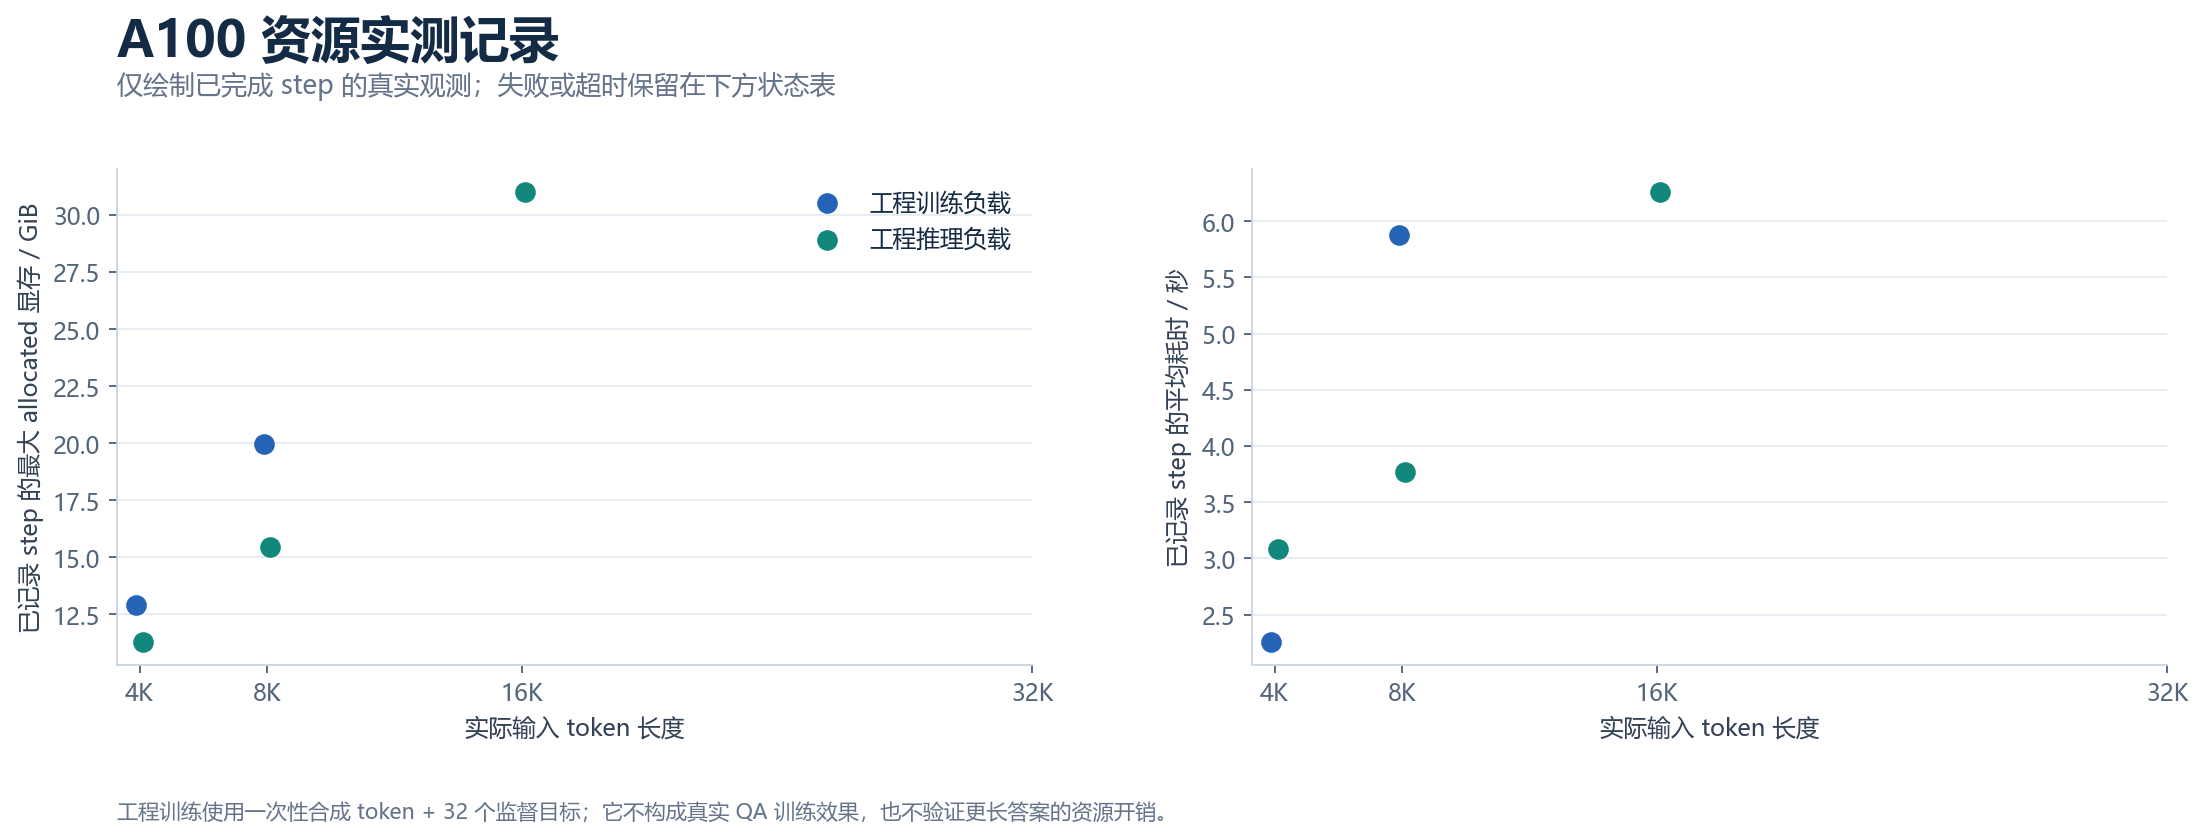 A100 资源实测记录
仅绘制已完成 step 的真实观测；失败或超时保留在下方状态表
已记录 step 的最大 allocated 显存 / GiB
30.0
27.5
25.0
22.5
20.0
17.5
15.0
12.5
工程训练负载
工程推理负载
4K
8K
16K
32K
实际输入 token 长度
已记录 step 的平均耗时 / 秒
6.0
5.5
5.0
4.5
4.0
3.5
3.0
2.5
4K
8K
16K
32K
实际输入 token 长度
工程训练使用一次性合成 token + 32 个监督目标；它不构成真实 QA 训练效果，也不验证更长答案的资源开销。